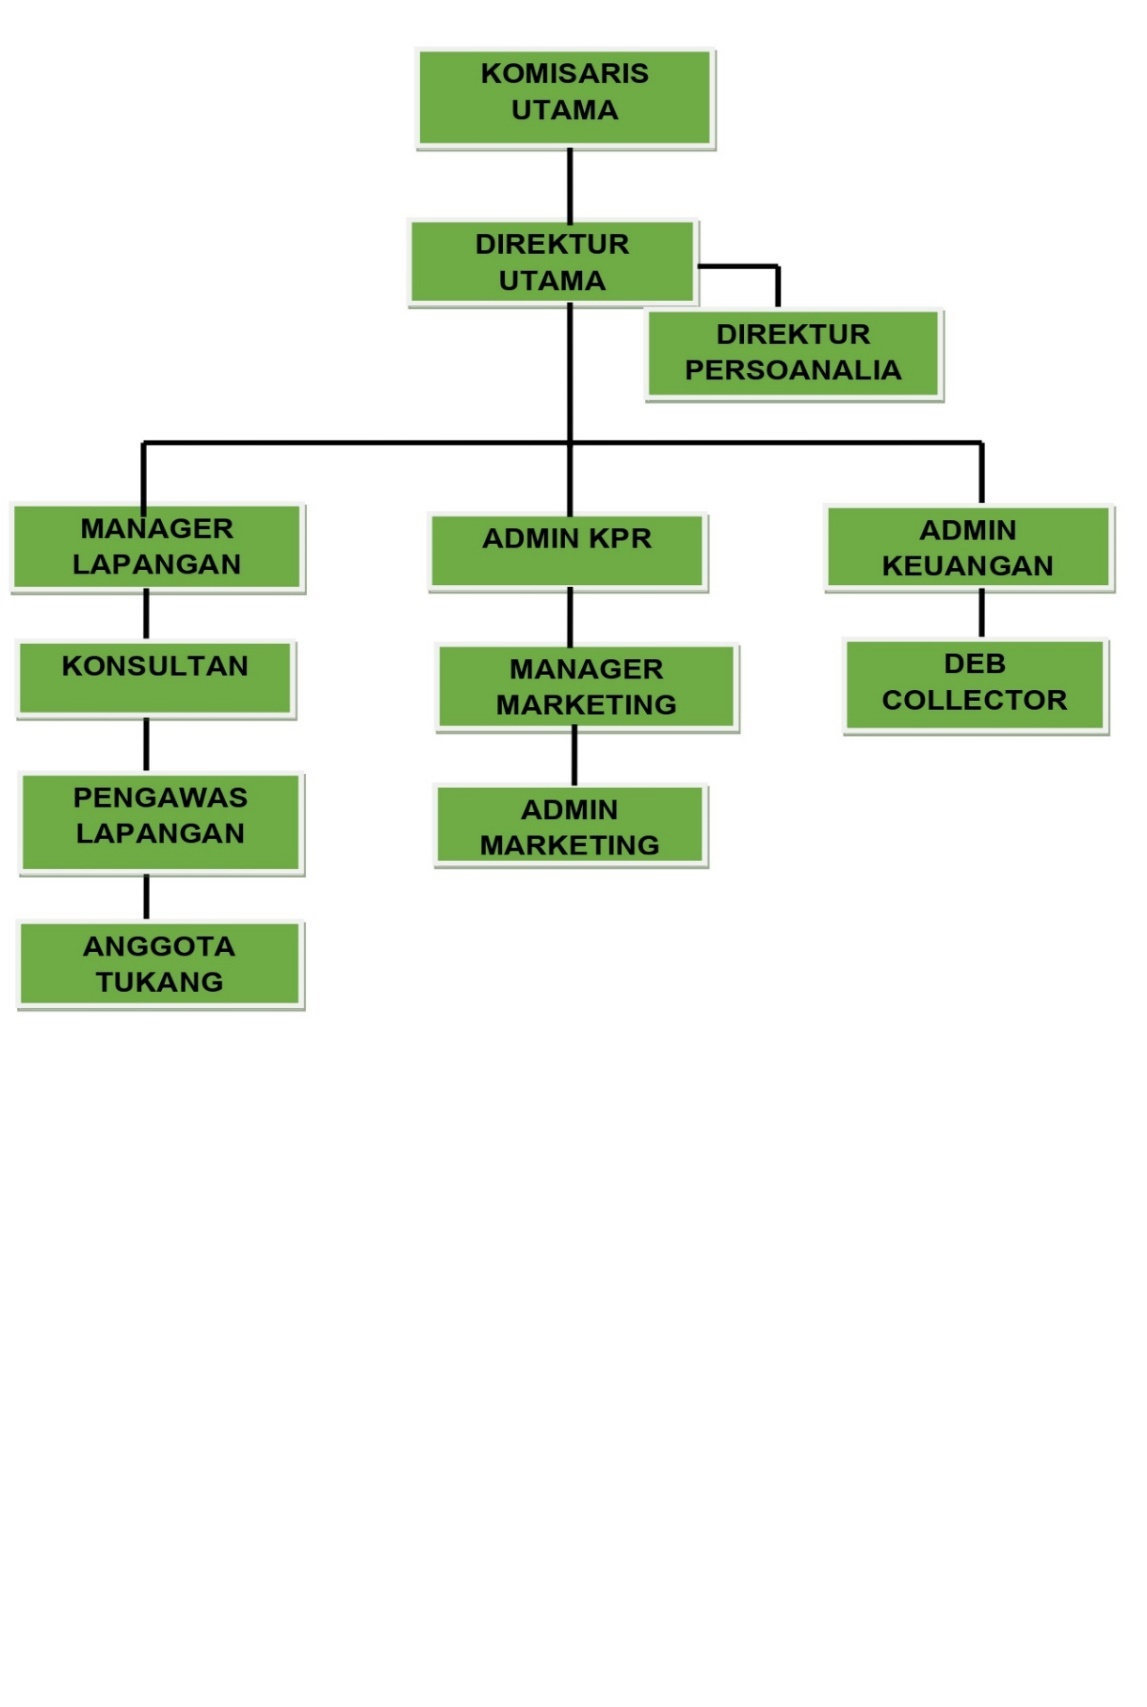 KOMISARIS
UTAMA
DIREKTUR
UTAMA
DIREKTUR
PERSOANALIA
MANAGER
LAPANGAN
ADMIN KPR
ADMIN
KEUANGAN
KONSULTAN
MANAGER
MARKETING
DEB
COLLECTOR
PENGAWAS
LAPANGAN
ADMIN
MARKETING
ANGGOTA
TUKANG